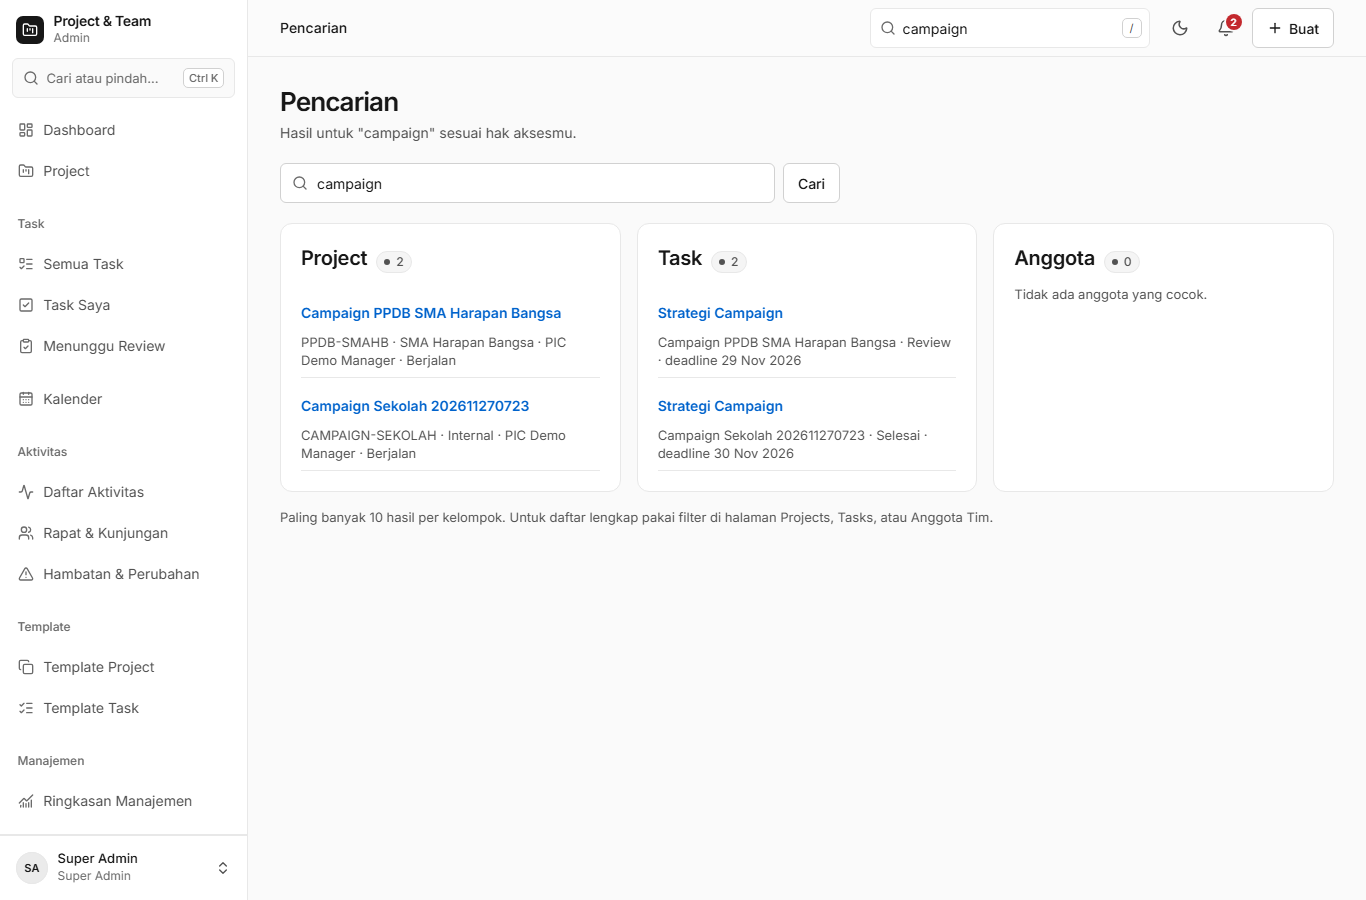 Project & Team
Admin
Cari atau pindah...
Ctrl K
Dashboard
Project
Task
Semua Task
Task Saya
Menunggu Review
Kalender
Aktivitas
Daftar Aktivitas
Rapat & Kunjungan
Hambatan & Perubahan
Template
Template Project
Template Task
Manajemen
Ringkasan Manajemen
SA
Super Admin
Super Admin
Pencarian
campaign
/
2
Buat
Pencarian
Hasil untuk "campaign" sesuai hak aksesmu.
campaign
Cari
Project
2
Campaign PPDB SMA Harapan Bangsa
PPDB-SMAHB · SMA Harapan Bangsa · PIC
Demo Manager · Berjalan
Campaign Sekolah 202611270723
CAMPAIGN-SEKOLAH · Internal · PIC Demo
Manager · Berjalan
Task
2
Strategi Campaign
Campaign PPDB SMA Harapan Bangsa · Review
· deadline 29 Nov 2026
Strategi Campaign
Campaign Sekolah 202611270723 · Selesai ·
deadline 30 Nov 2026
Anggota
0
Tidak ada anggota yang cocok.
Paling banyak 10 hasil per kelompok. Untuk daftar lengkap pakai filter di halaman Projects, Tasks, atau Anggota Tim.